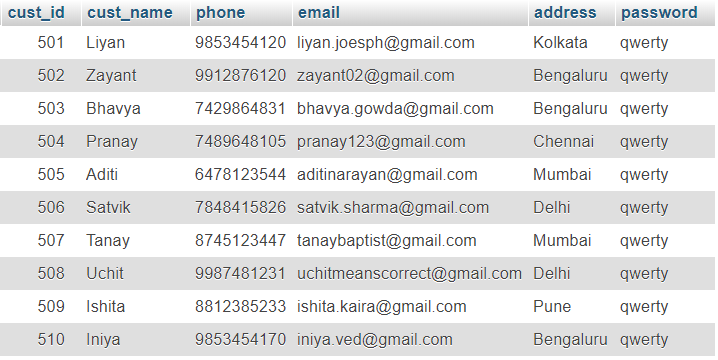 cust_id cust_name phone email address password
501 Liyan 9853454120 liyan.joesph@gmail.com Kolkata qwerty
502 Zayant 9912876120 zayant02@gmail.com Bengaluru qwerty
503 Bhavya 7429864831 bhavya.gowda@gmail.com Bengaluru qwerty
504 Pranay 7489648105 pranay123@gmail.com Chennai qwerty
505 Aditi 6478123544 aditinarayan@gmail.com Mumbai qwerty
506 Satvik 7848415826 satvik.sharma@gmail.com Delhi qwerty
507 Tanay 8745123447 tanaybaptist@gmail.com Mumbai qwerty
508 Uchit 9987481231 uchitmeanscorrect@gmail.com Delhi qwerty
509 Ishita 8812385233 ishita.kaira@gmail.com Pune qwerty
510 Iniya 9853454170 iniya.ved@gmail.com Bengaluru qwerty